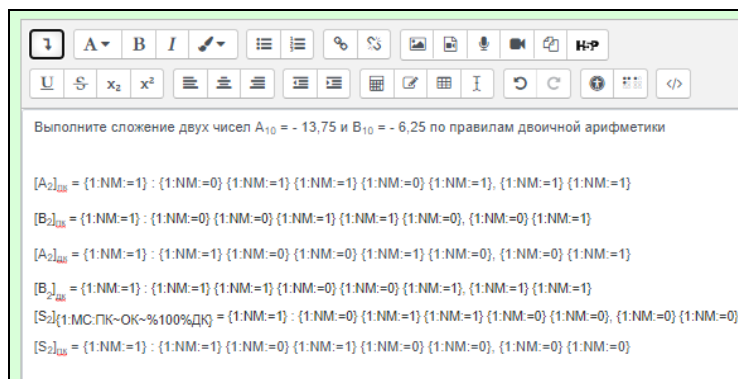 A B I H-P
U S x₂ x² </>
Выполните сложение двух чисел A₁₀ = - 13,75 и B₁₀ = - 6,25 по правилам двоичной арифметики
[A₂]пк = {1:NM:=1} : {1:NM:=0} {1:NM:=1} {1:NM:=1} {1:NM:=0} {1:NM:=1}, {1:NM:=1} {1:NM:=1}
[B₂]пк = {1:NM:=1} : {1:NM:=0} {1:NM:=0} {1:NM:=1} {1:NM:=1} {1:NM:=0}, {1:NM:=0} {1:NM:=1}
[A₂]дк = {1:NM:=1} : {1:NM:=1} {1:NM:=0} {1:NM:=0} {1:NM:=1} {1:NM:=0}, {1:NM:=0} {1:NM:=1}
[B₂]дк = {1:NM:=1} : {1:NM:=1} {1:NM:=1} {1:NM:=0} {1:NM:=0} {1:NM:=1}, {1:NM:=1} {1:NM:=1}
[S₂]{1:МС:ПК~ОК~%100%ДК} = {1:NM:=1} : {1:NM:=0} {1:NM:=1} {1:NM:=1} {1:NM:=0} {1:NM:=0}, {1:NM:=0} {1:NM:=0}
[S₂]пк = {1:NM:=1} : {1:NM:=1} {1:NM:=0} {1:NM:=1} {1:NM:=0} {1:NM:=0}, {1:NM:=0} {1:NM:=0}